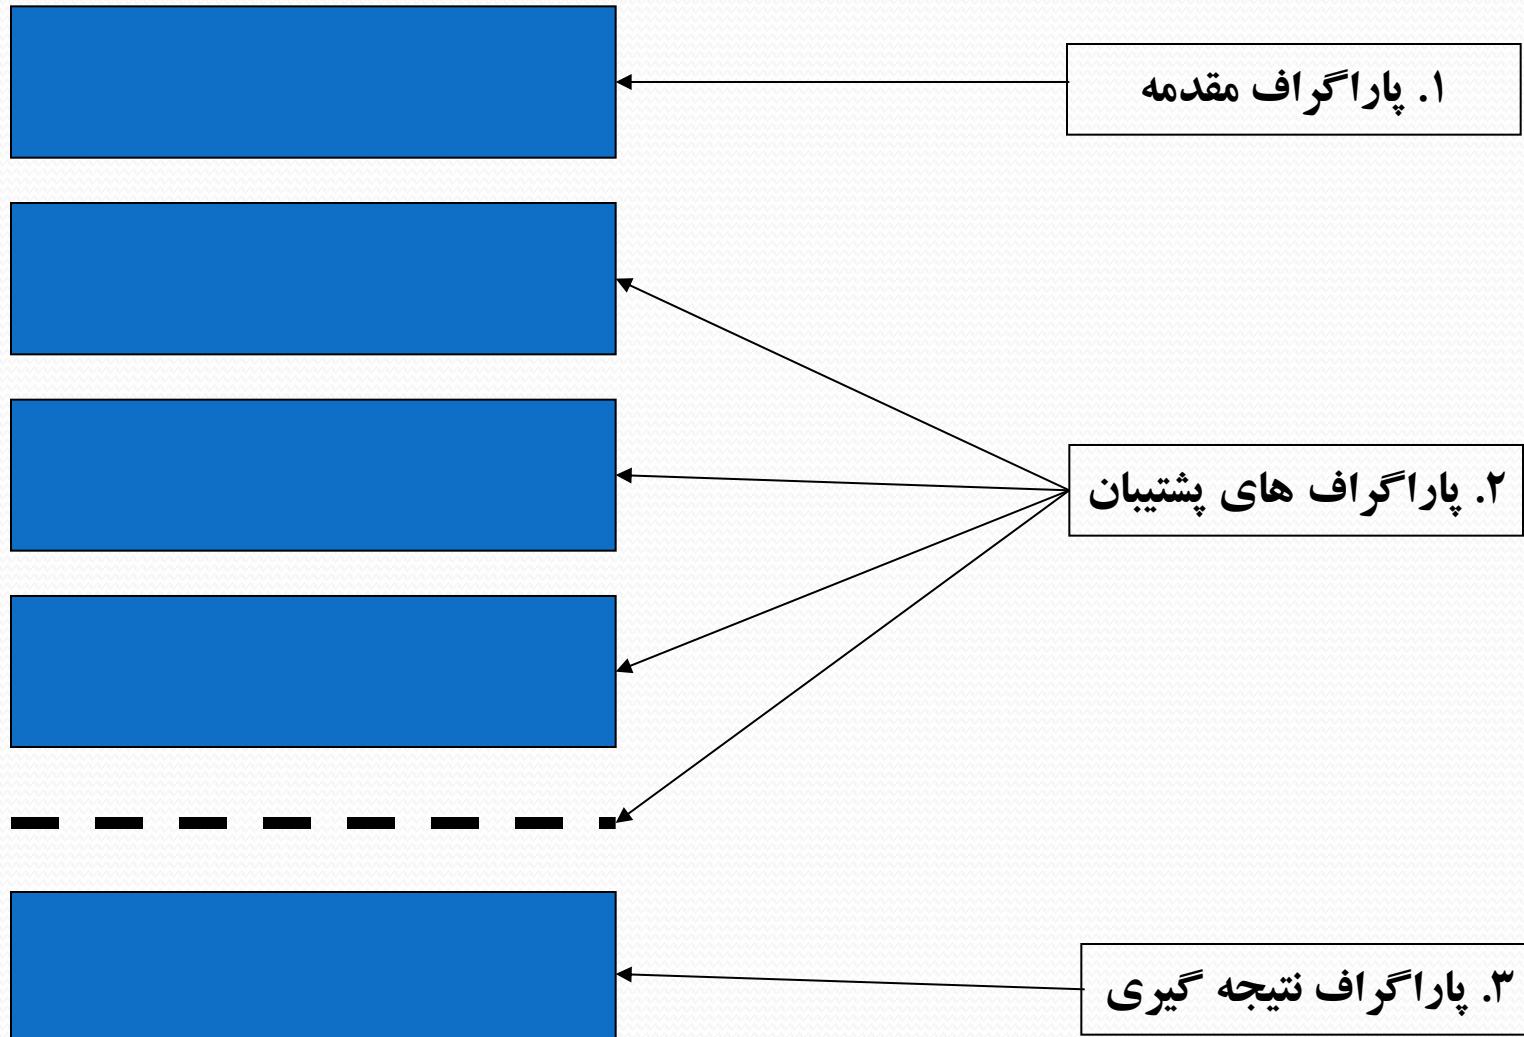 ۱. پاراگراف مقدمه
۲. پاراگراف های پشتیبان
۳. پاراگراف نتیجه گیری